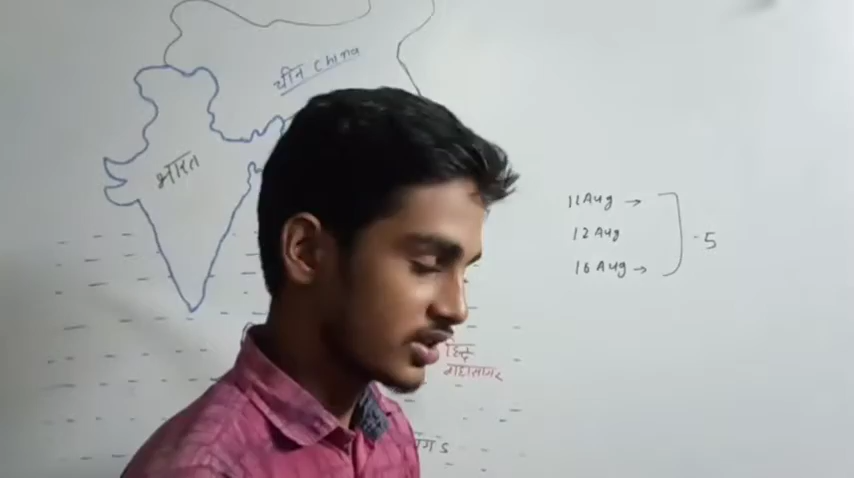 चीन China
भारत
11 Aug →
12 Aug
16 Aug →
- 5
हिन्द
महासागर